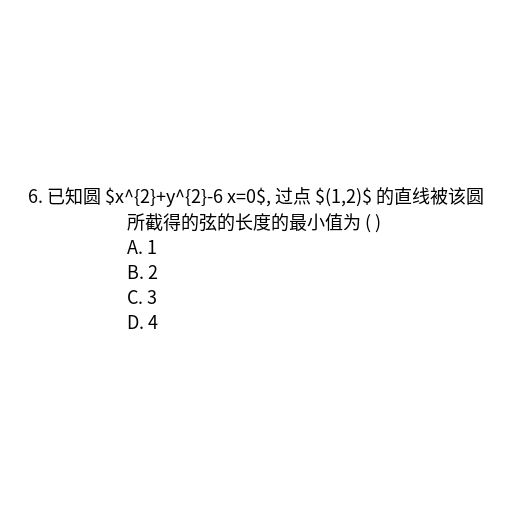 6. 已知圆 $x^{2}+y^{2}-6 x=0$, 过点 $(1,2)$ 的直线被该圆
所截得的弦的长度的最小值为 ( )
A. 1
B. 2
C. 3
D. 4